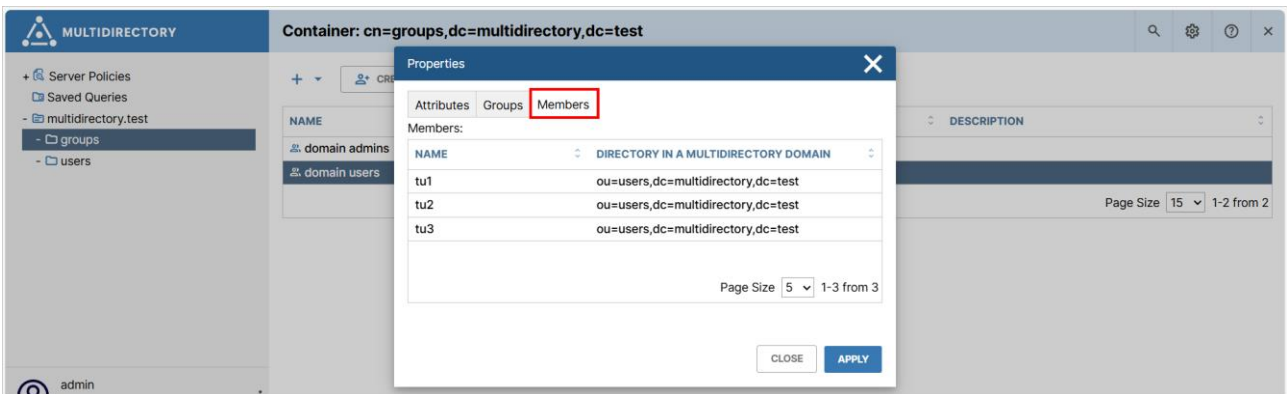 MULTIDIRECTORY
Container: cn=groups,dc=multidirectory,dc=test
+ Server Policies
Saved Queries
- multidirectory.test
- groups
- users
admin
+ CRE
NAME DESCRIPTION
domain admins
domain users
Page Size 15 1-2 from 2
Properties
Attributes Groups Members
Members:
NAME DIRECTORY IN A MULTIDIRECTORY DOMAIN
tu1 ou=users,dc=multidirectory,dc=test
tu2 ou=users,dc=multidirectory,dc=test
tu3 ou=users,dc=multidirectory,dc=test
Page Size 5 1-3 from 3
CLOSE APPLY